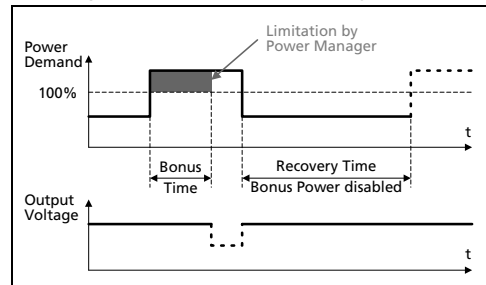 Limitation by
Power Manager
Power
Demand
100%
t
Bonus
Time
Recovery Time
Bonus Power disabled
Output
Voltage
t